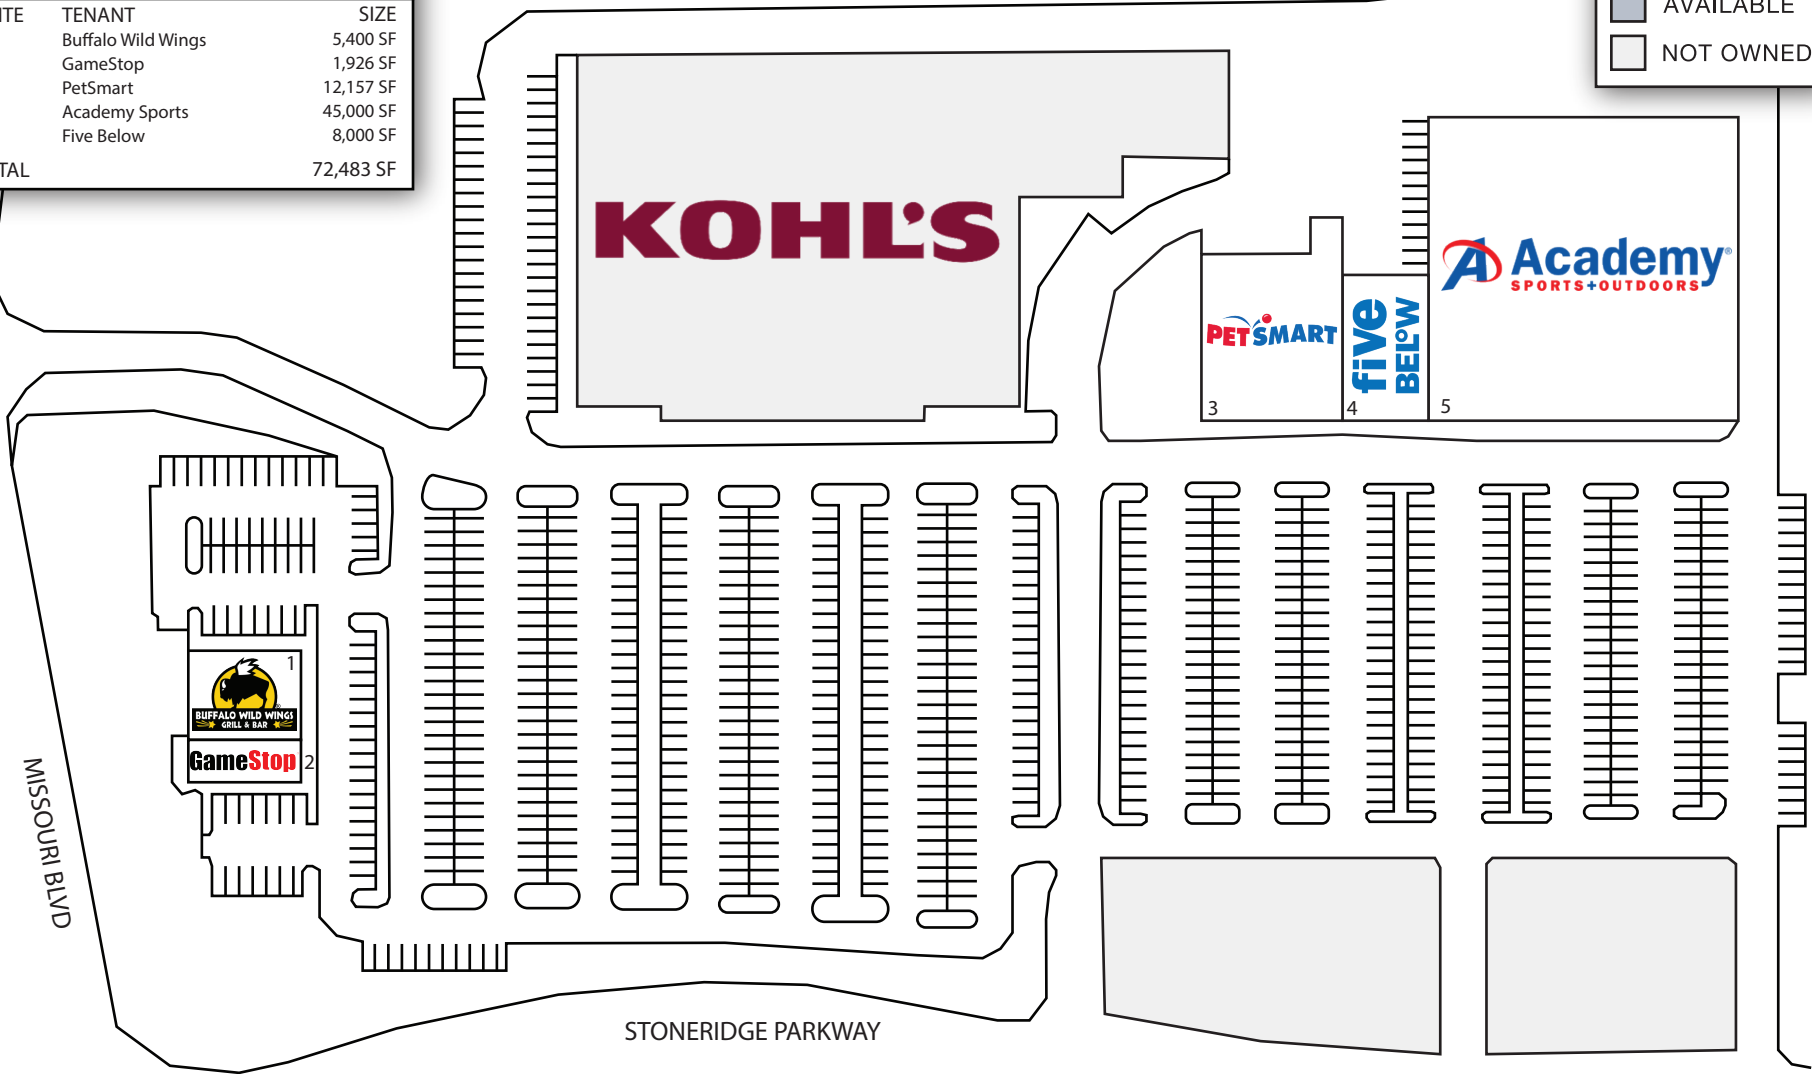 ITE TENANT SIZE
Buffalo Wild Wings 5,400 SF
GameStop 1,926 SF
PetSmart 12,157 SF
Academy Sports 45,000 SF
Five Below 8,000 SF
TAL 72,483 SF
AVAILABLE
NOT OWNED
KOHL'S
Academy®
SPORTS+OUTDOORS
PETSMART
five
BELOW
3
4
5
1
BUFFALO WILD WINGS®
GRILL & BAR
GameStop
2
MISSOURI BLVD
STONERIDGE PARKWAY